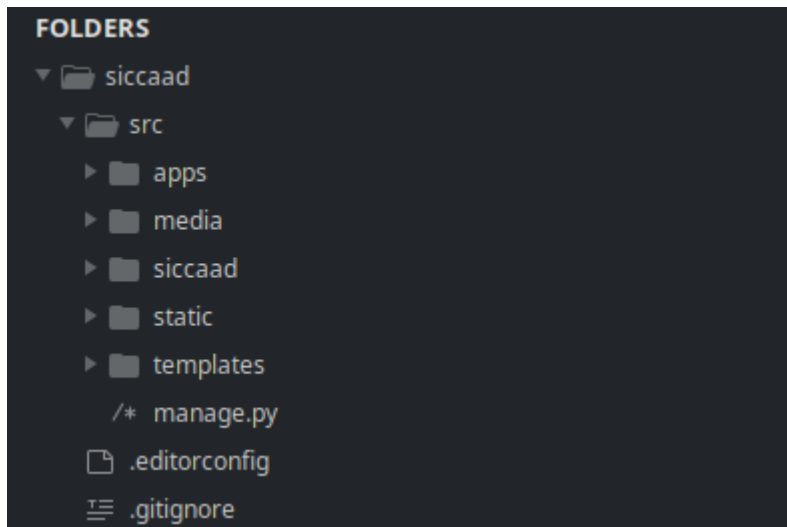 FOLDERS
siccaad
src
apps
media
siccaad
static
templates
/* manage.py
.editorconfig
.gitignore